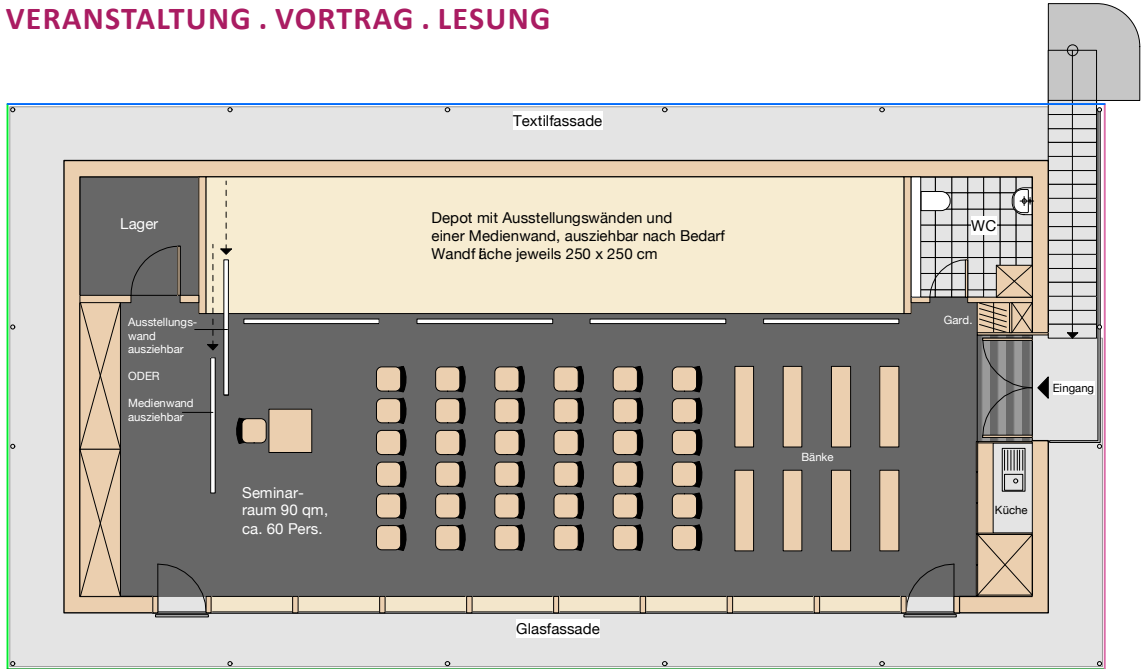 VERANSTALTUNG . VORTRAG . LESUNG
Textilfassade
Lager
Depot mit Ausstellungswänden und
einer Medienwand, ausziehbar nach Bedarf
Wandfläche jeweils 250 x 250 cm
WC
Ausstellungs-
wand
ausziehbar
ODER
Medienwand
ausziehbar
Gard.
Eingang
Bänke
Seminar-
raum 90 qm,
ca. 60 Pers.
Küche
Glasfassade